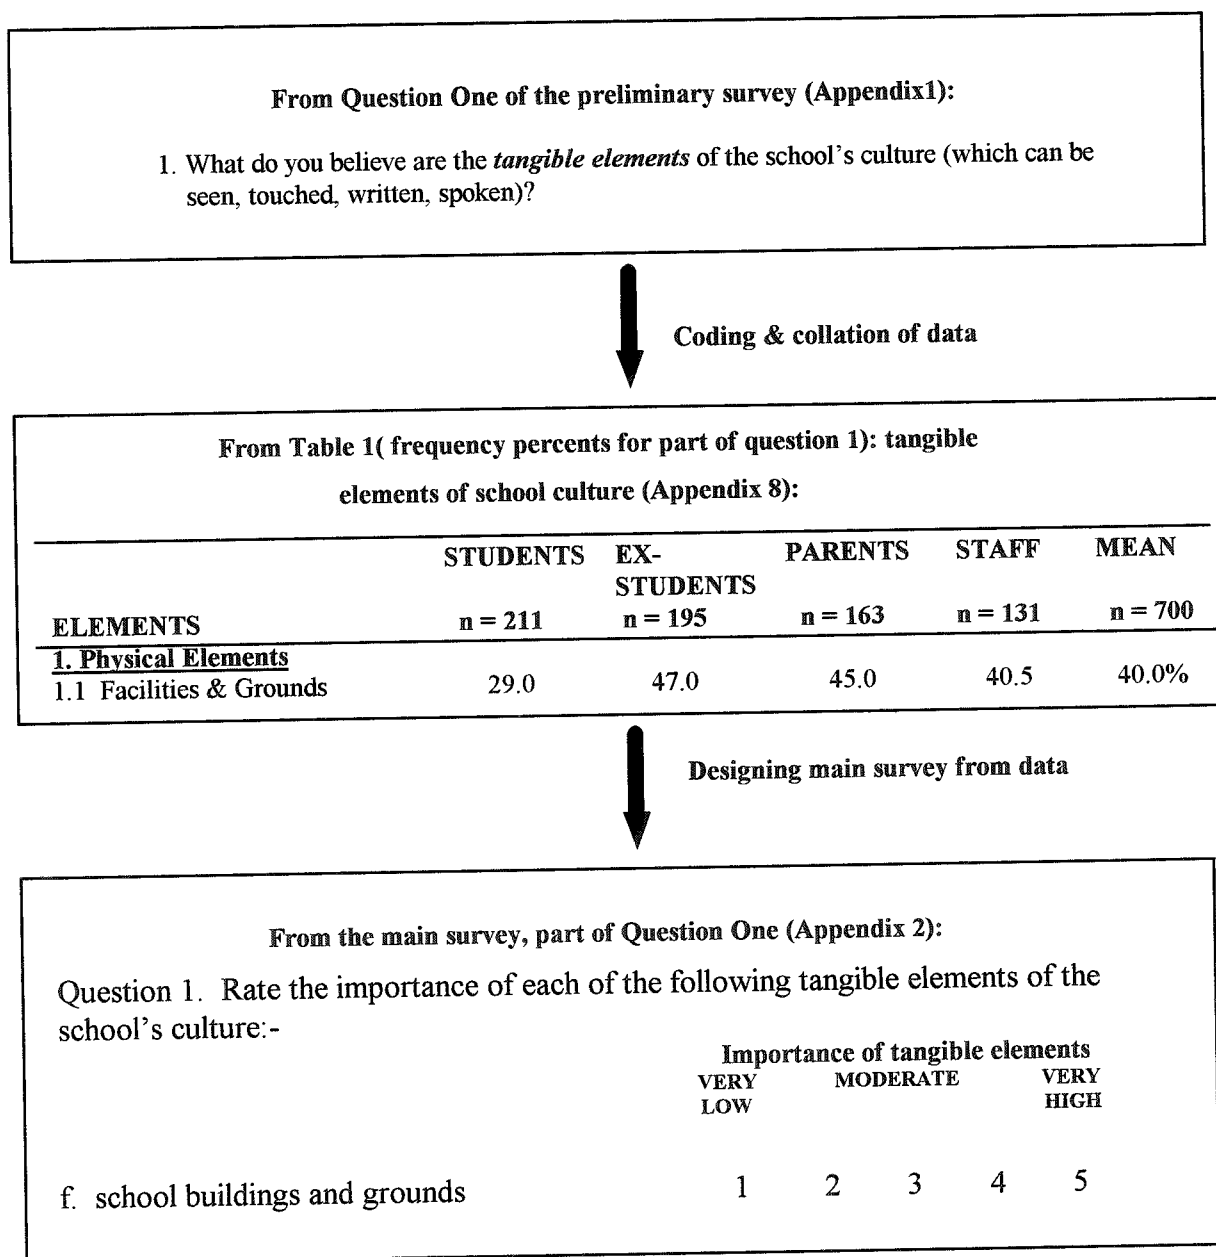 From Question One of the preliminary survey (Appendix1):
1. What do you believe are the tangible elements of the school's culture (which can be
seen, touched, written, spoken)?
Coding & collation of data
From Table 1( frequency percents for part of question 1): tangible
elements of school culture (Appendix 8):
STUDENTS EX- PARENTS STAFF MEAN
STUDENTS
ELEMENTS n = 211 n = 195 n = 163 n = 131 n = 700
1. Physical Elements
1.1 Facilities & Grounds 29.0 47.0 45.0 40.5 40.0%
Designing main survey from data
From the main survey, part of Question One (Appendix 2):
Question 1. Rate the importance of each of the following tangible elements of the
school's culture:-
Importance of tangible elements
VERY MODERATE VERY
LOW HIGH
f. school buildings and grounds 1 2 3 4 5